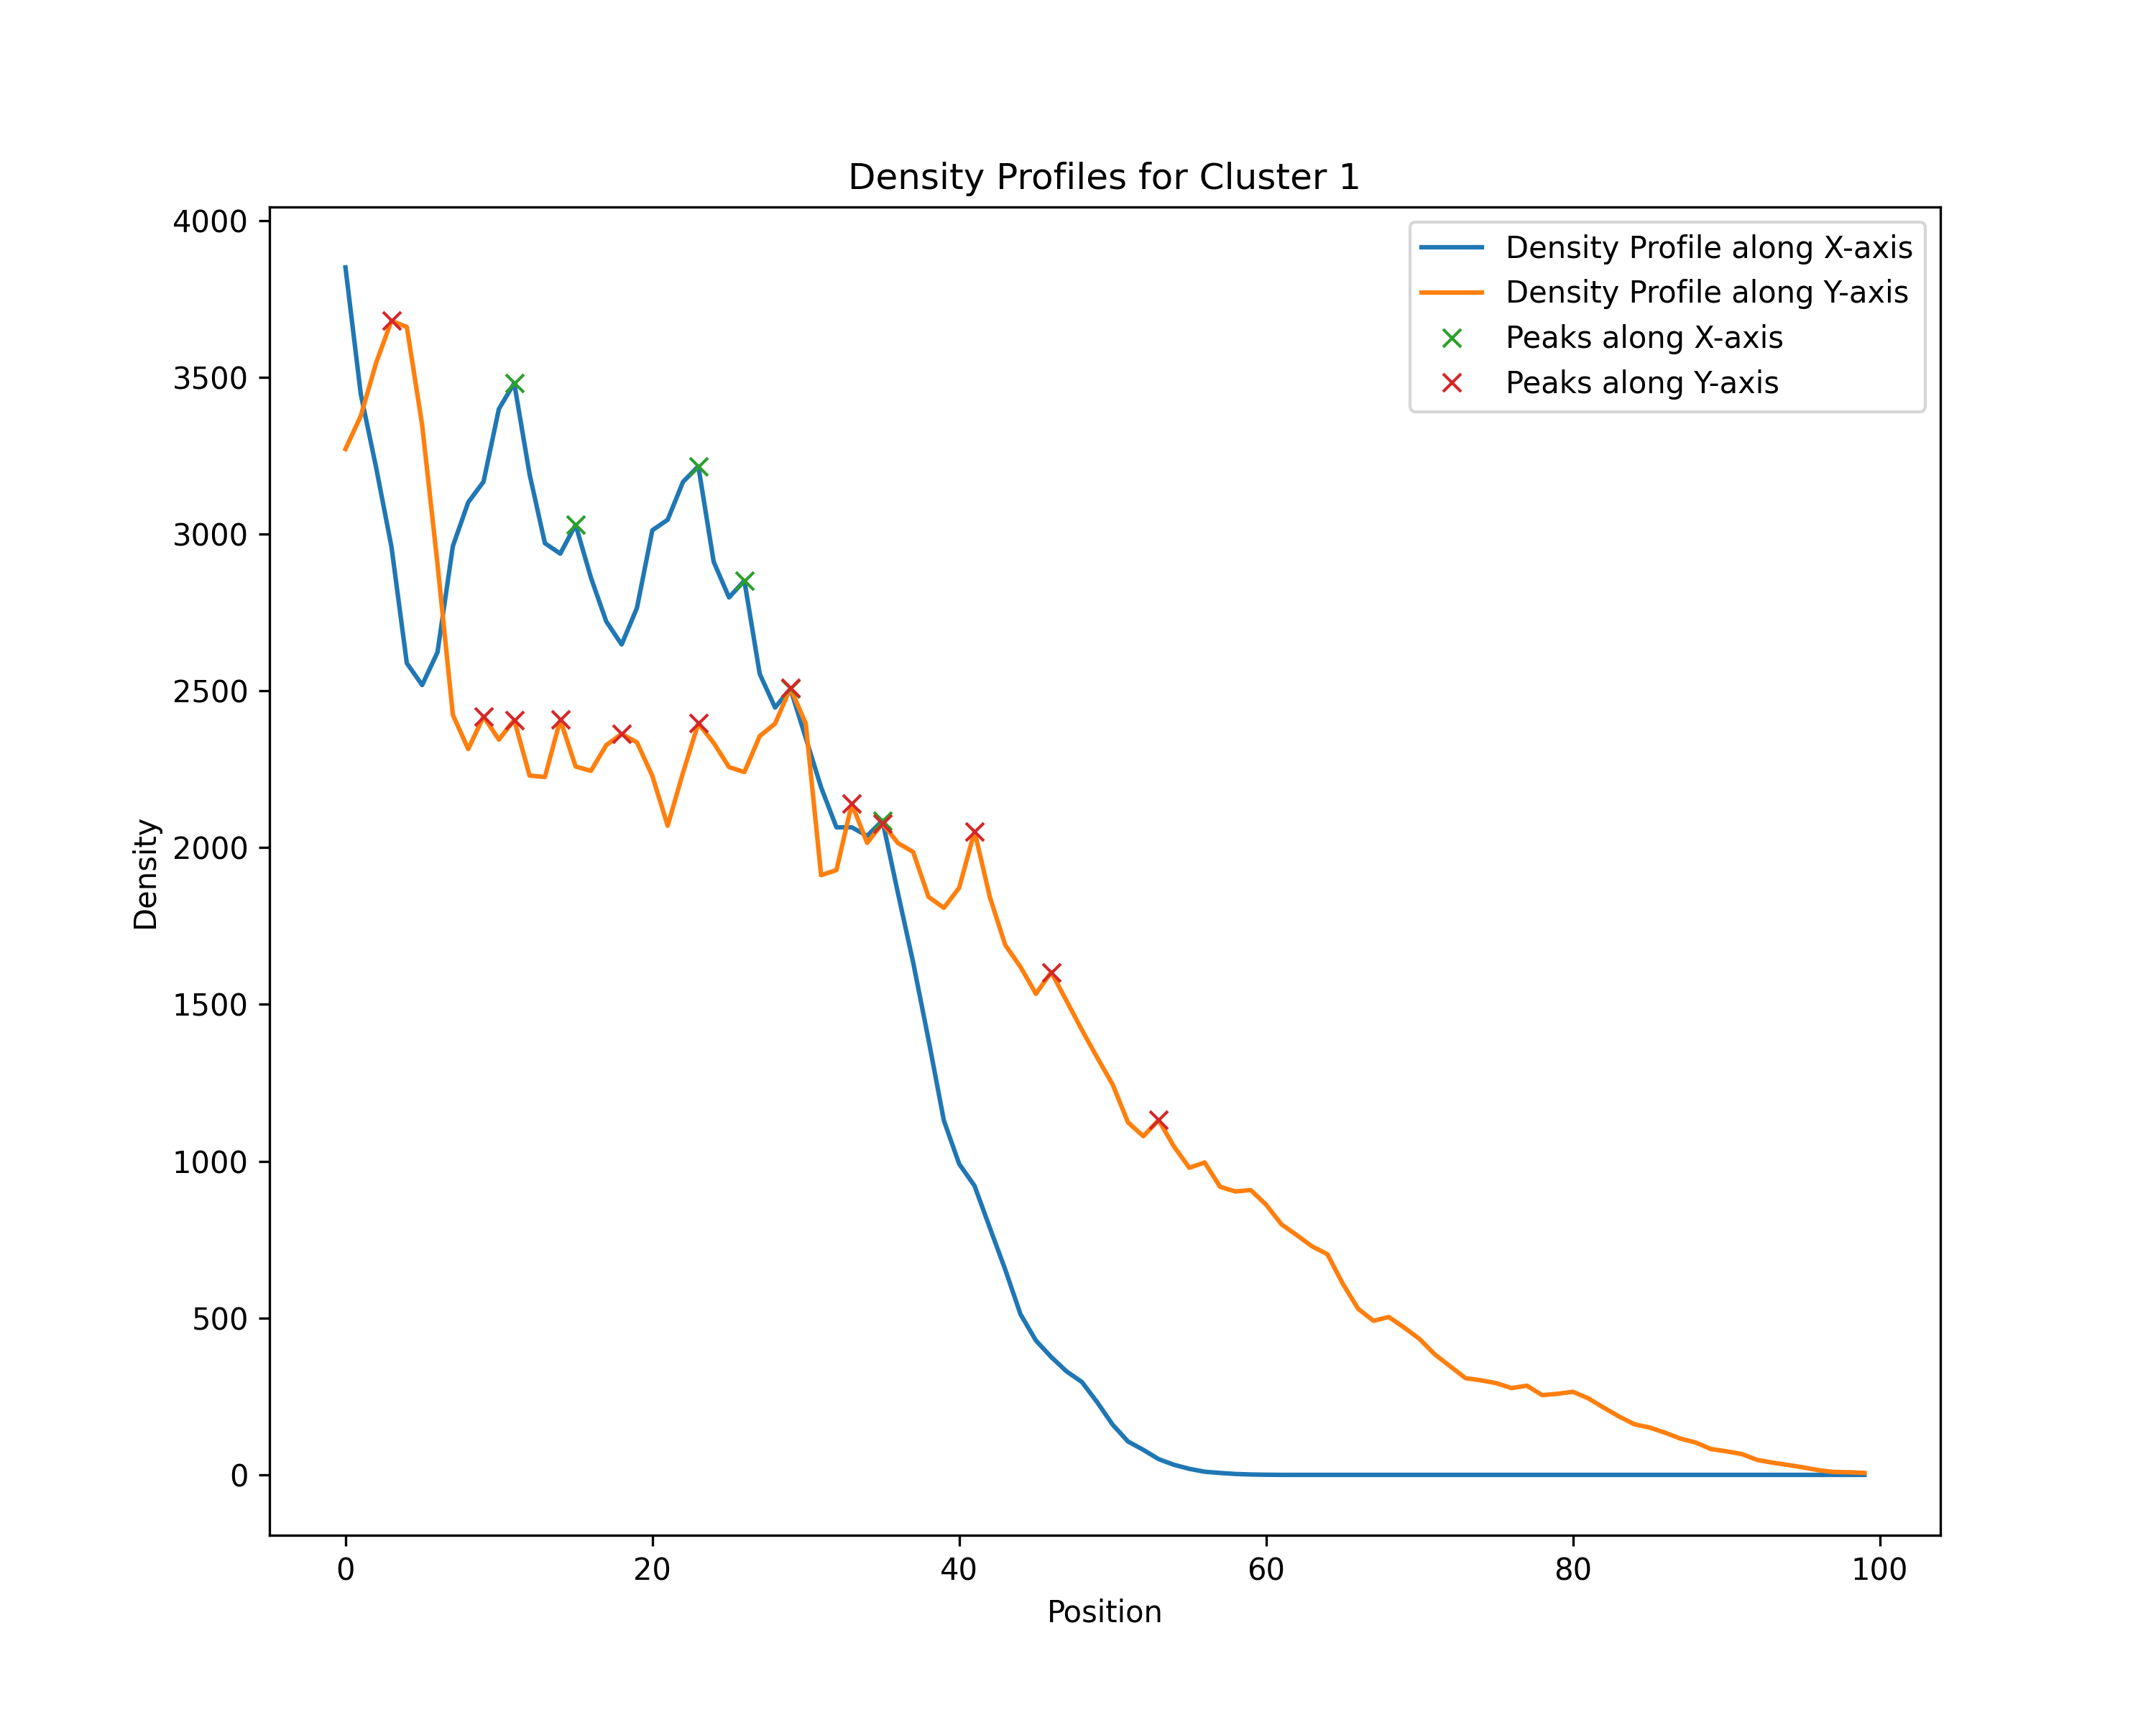 Density Profiles for Cluster 1
4000
3500
3000
2500
2000
1500
1000
500
0
Density
Density Profile along X-axis
Density Profile along Y-axis
Peaks along X-axis
Peaks along Y-axis
0 20 40 60 80 100
Position